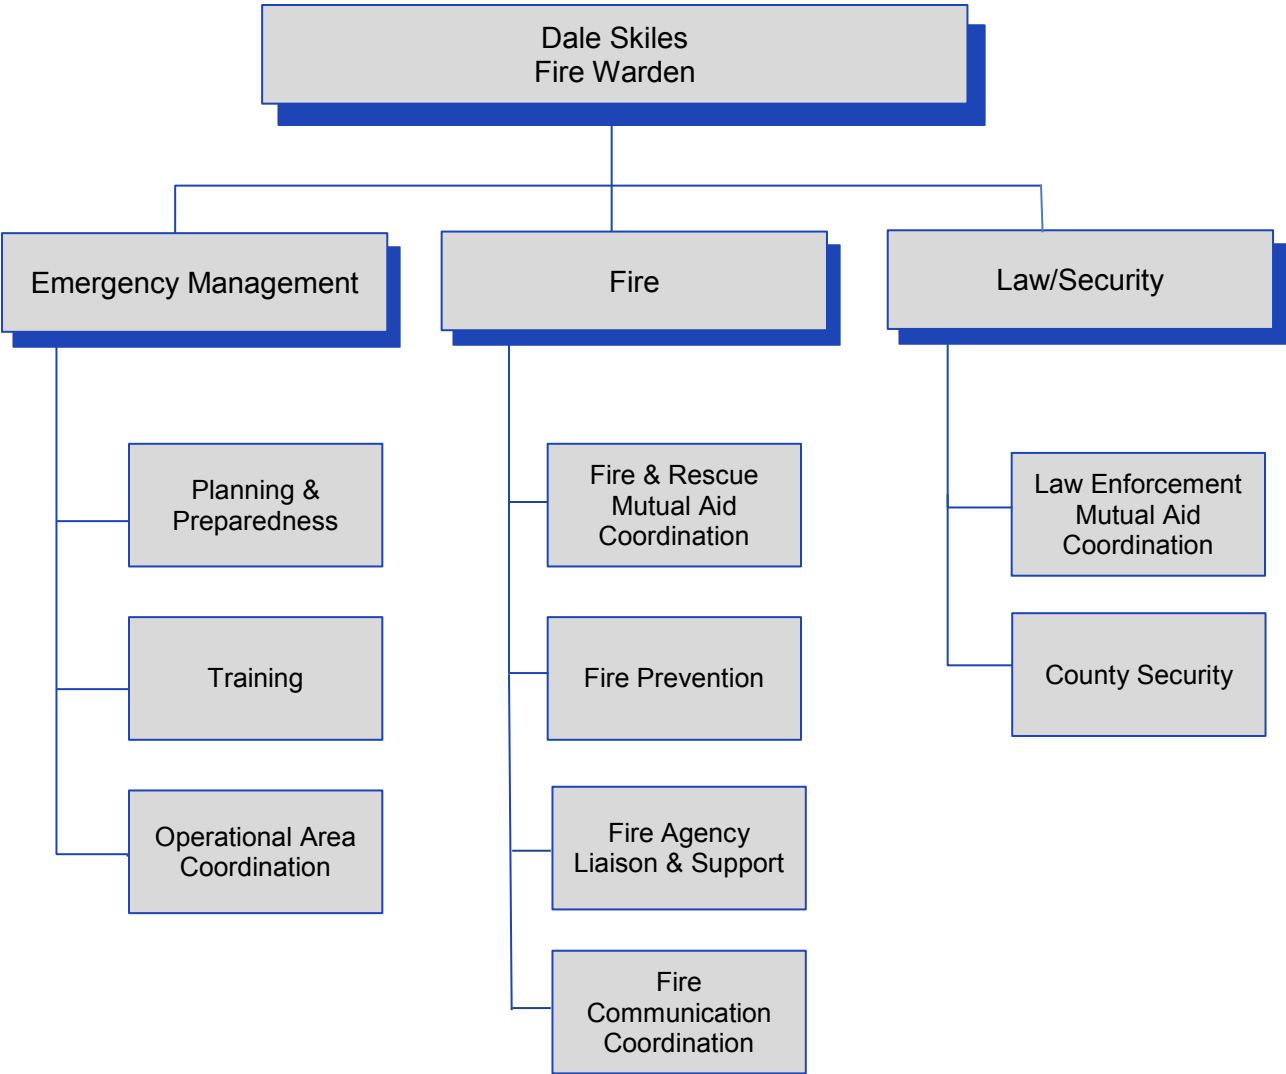 Dale Skiles
Fire Warden
Emergency Management
Fire
Law/Security
Planning &
Preparedness
Training
Operational Area
Coordination
Fire & Rescue
Mutual Aid
Coordination
Fire Prevention
Fire Agency
Liaison & Support
Fire
Communication
Coordination
Law Enforcement
Mutual Aid
Coordination
County Security